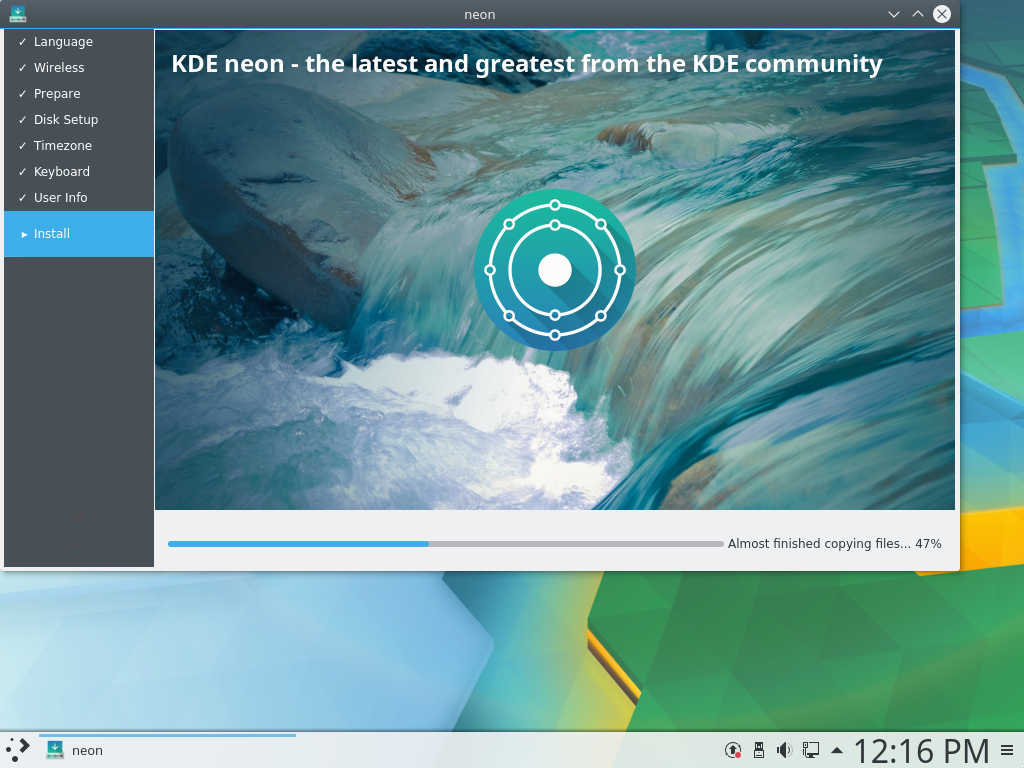 neon
✓ Language
✓ Wireless
✓ Prepare
✓ Disk Setup
✓ Timezone
✓ Keyboard
✓ User Info
▸ Install
KDE neon - the latest and greatest from the KDE community
Almost finished copying files... 47%
neon
12:16 PM